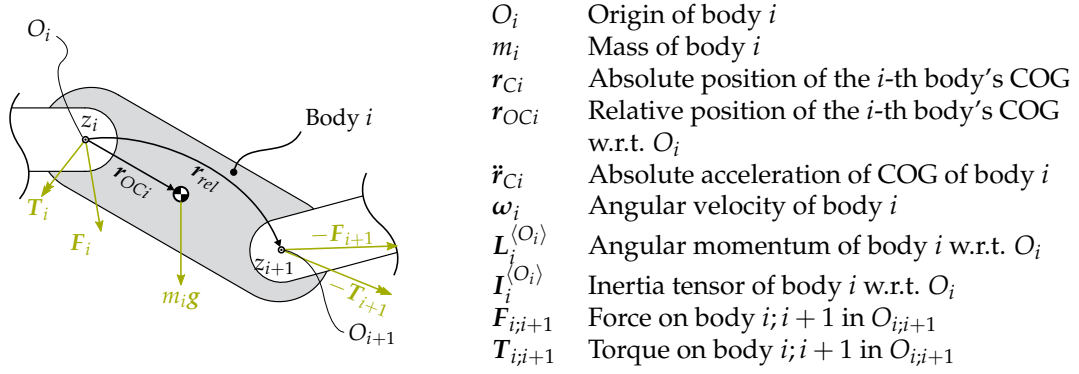 O_i
z_i
Body i
r_rel
r_OCi
T_i
F_i
−F_{i+1}
z_{i+1}
−T_{i+1}
m_i g
O_{i+1}
O_i Origin of body i
m_i Mass of body i
r_Ci Absolute position of the i-th body's COG
r_OCi Relative position of the i-th body's COG
w.r.t. O_i
r̈_Ci Absolute acceleration of COG of body i
ω_i Angular velocity of body i
L_i^⟨O_i⟩ Angular momentum of body i w.r.t. O_i
I_i^⟨O_i⟩ Inertia tensor of body i w.r.t. O_i
F_{i;i+1} Force on body i; i + 1 in O_{i;i+1}
T_{i;i+1} Torque on body i; i + 1 in O_{i;i+1}